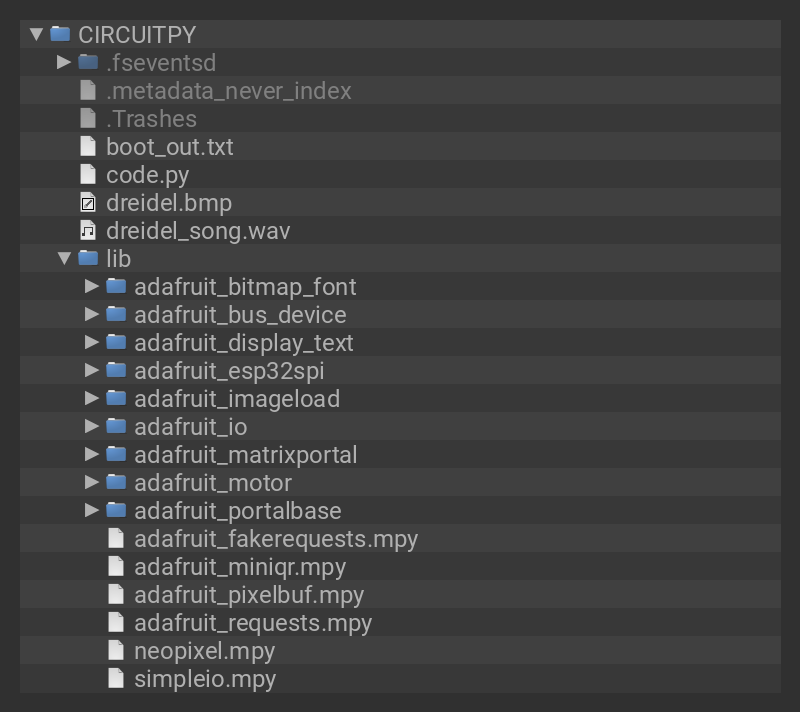 CIRCUITPY
.fseventsd
.metadata_never_index
.Trashes
boot_out.txt
code.py
dreidel.bmp
dreidel_song.wav
lib
adafruit_bitmap_font
adafruit_bus_device
adafruit_display_text
adafruit_esp32spi
adafruit_imageload
adafruit_io
adafruit_matrixportal
adafruit_motor
adafruit_portalbase
adafruit_fakerequests.mpy
adafruit_miniqr.mpy
adafruit_pixelbuf.mpy
adafruit_requests.mpy
neopixel.mpy
simpleio.mpy